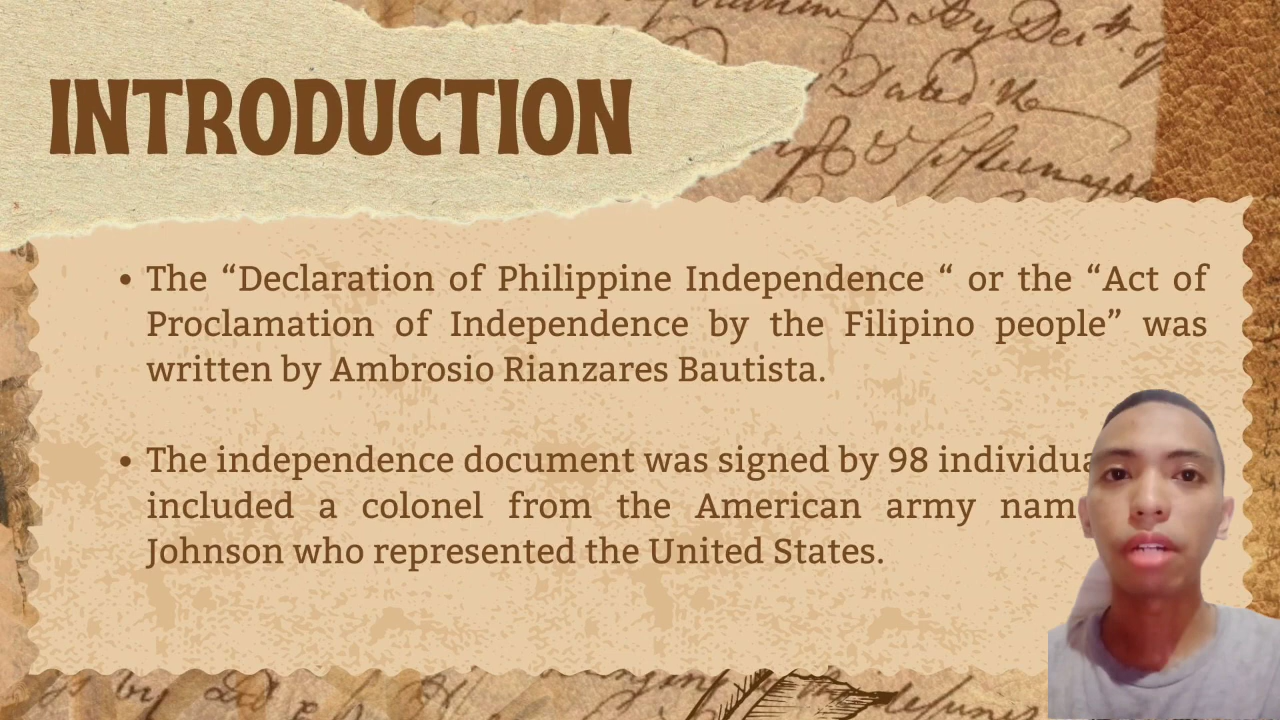 INTRODUCTION
• The “Declaration of Philippine Independence “ or the “Act of
Proclamation of Independence by the Filipino people” was
written by Ambrosio Rianzares Bautista.
• The independence document was signed by 98
included a colonel from the American army
Johnson who represented the United States.